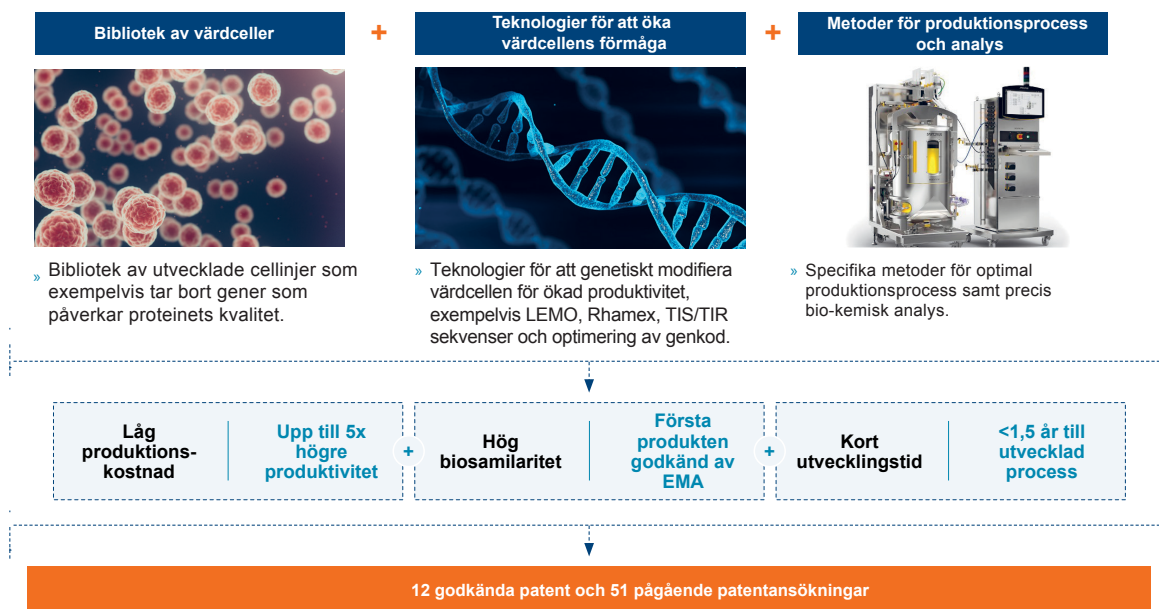 Bibliotek av värdceller
+
Teknologier för att öka
värdcellens förmåga
+
Metoder för produktionsprocess
och analys
» Bibliotek av utvecklade cellinjer som
exempelvis tar bort gener som
påverkar proteinets kvalitet.
» Teknologier för att genetiskt modifiera
värdcellen för ökad produktivitet,
exempelvis LEMO, Rhamex, TIS/TIR
sekvenser och optimering av genkod.
» Specifika metoder för optimal
produktionsprocess samt precis
bio-kemisk analys.
Låg
produktions-
kostnad
Upp till 5x
högre
produktivitet
+
Hög
biosamilaritet
Första
produkten
godkänd av
EMA
+
Kort
utvecklingstid
<1,5 år till
utvecklad
process
12 godkända patent och 51 pågående patentansökningar